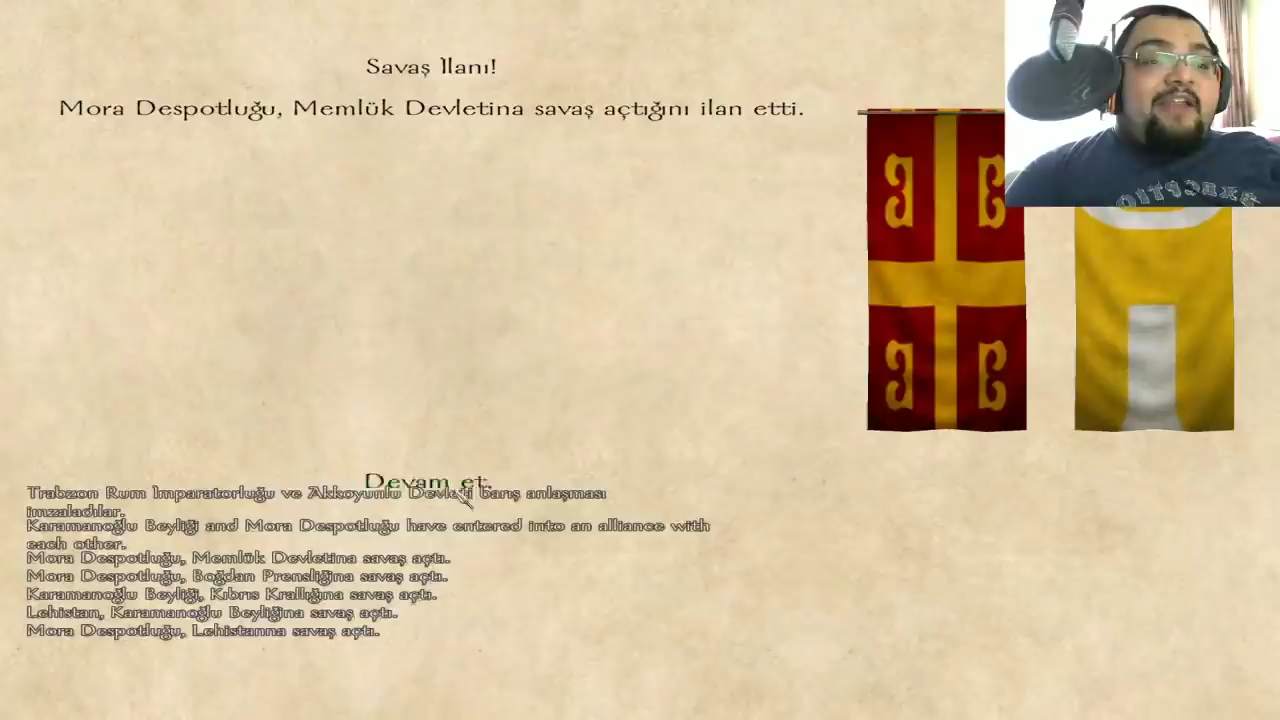 Savaş İlanı!
Mora Despotluğu, Memlük Devletina savaş açtığını ilan etti.
Devam et.
Trabzon Rum İmparatorluğu ve Akkoyunlu Devleti barış anlaşması
imzaladılar.
Karamanoğlu Beyliği and Mora Despotluğu have entered into an alliance with
each other.
Mora Despotluğu, Memlük Devletina savaş açtı.
Mora Despotluğu, Boğdan Prensliğina savaş açtı.
Karamanoğlu Beyliği, Kıbrıs Krallığına savaş açtı.
Lehistan, Karamanoğlu Beyliğina savaş açtı.
Mora Despotluğu, Lehistanna savaş açtı.